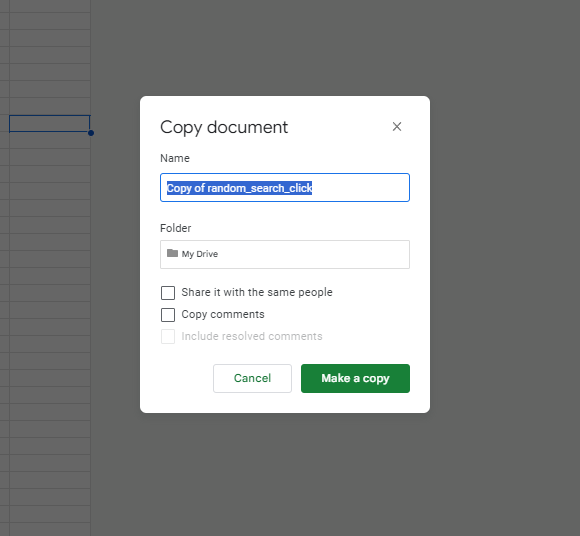 Copy document
Name
Copy of random_search_click
Folder
My Drive
Share it with the same people
Copy comments
Include resolved comments
Cancel Make a copy